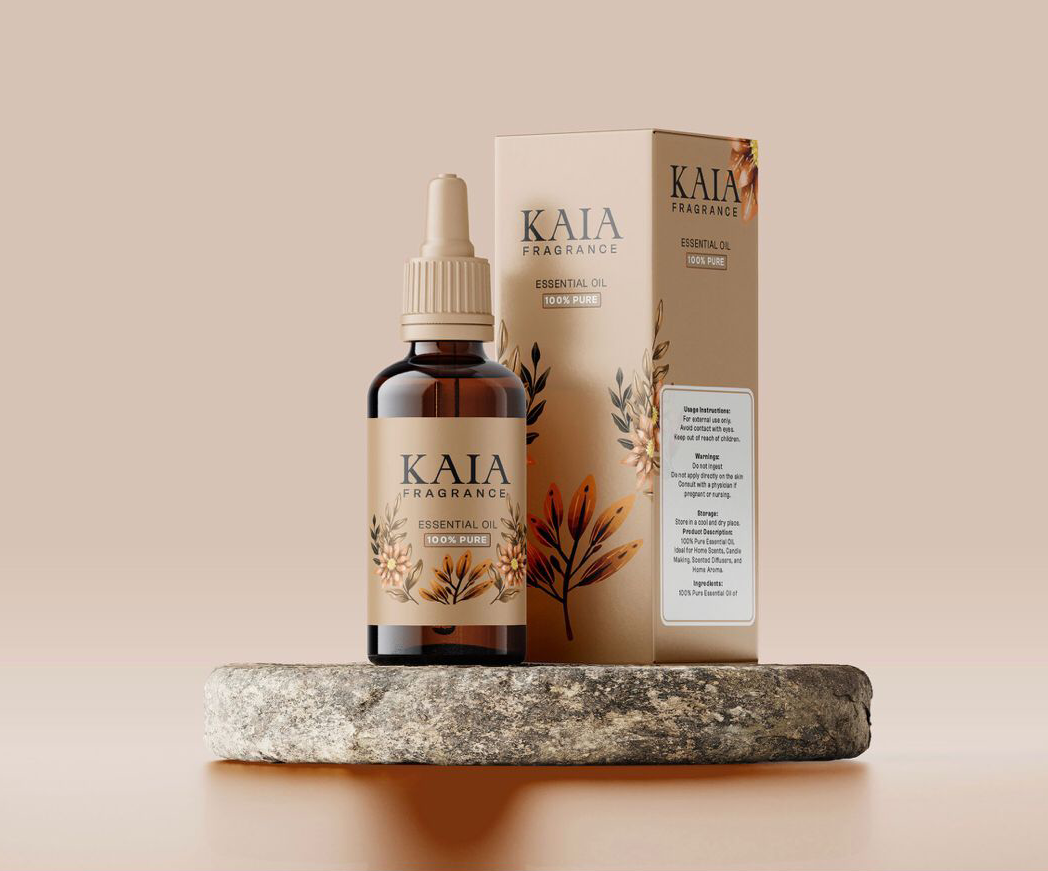 KAIA
FRAGRANCE
ESSENTIAL OIL
100% PURE
KAIA
FRAGRANCE
ESSENTIAL OIL
100% PURE
KAIA
FRAGRANCE
ESSENTIAL OIL
100% PURE
Usage Instructions:
For external use only.
Avoid contact with eyes.
Keep out of reach of children.
Warnings:
Do not ingest
Do not apply directly on the skin
Consult with a physician if
pregnant or nursing.
Storage:
Store in a cool and dry place.
Product Description:
100% Pure Essential Oil.
Ideal for Home Scents, Candle
Making, Scented Diffusers, and
Home Aroma.
Ingredients:
100% Pure Essential Oil of